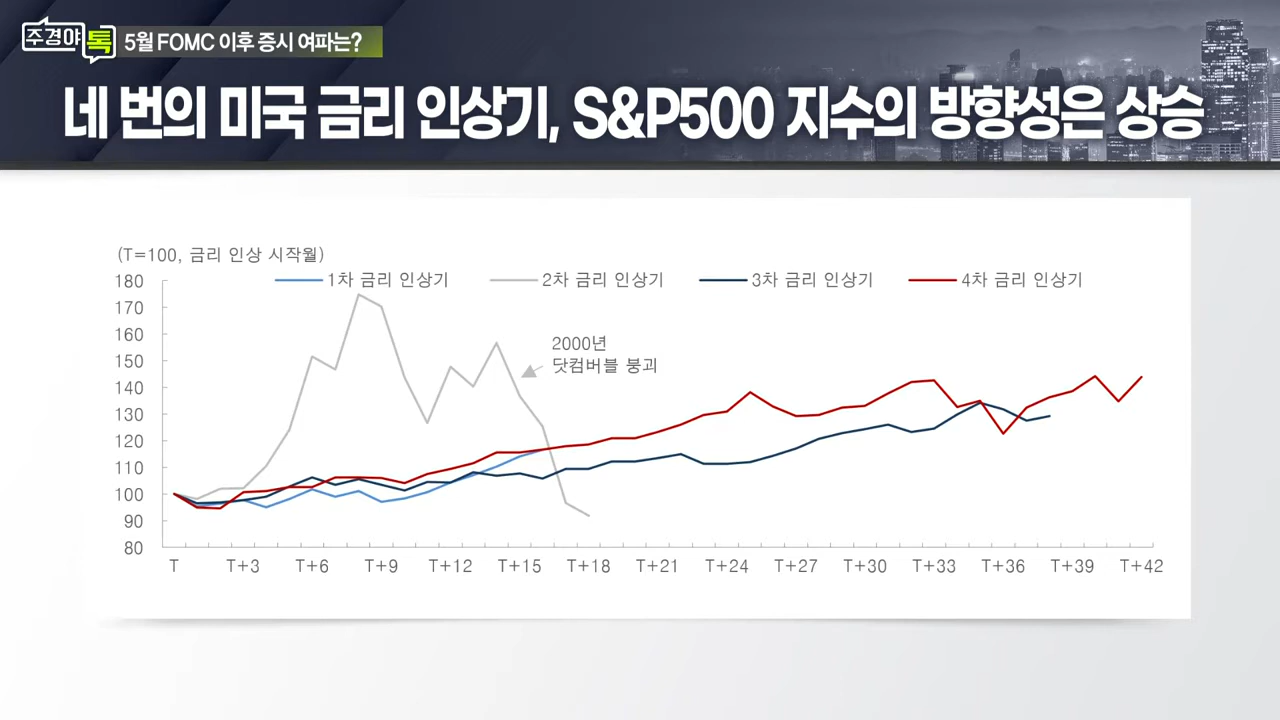 주경야톡 5월 FOMC 이후 증시 여파는?
네 번의 미국 금리 인상기, S&P500 지수의 방향성은 상승
(T=100, 금리 인상 시작월)
1차 금리 인상기 2차 금리 인상기 3차 금리 인상기 4차 금리 인상기
180
170
160
150
140
130
120
110
100
90
80
2000년
닷컴버블 붕괴
T T+3 T+6 T+9 T+12 T+15 T+18 T+21 T+24 T+27 T+30 T+33 T+36 T+39 T+42